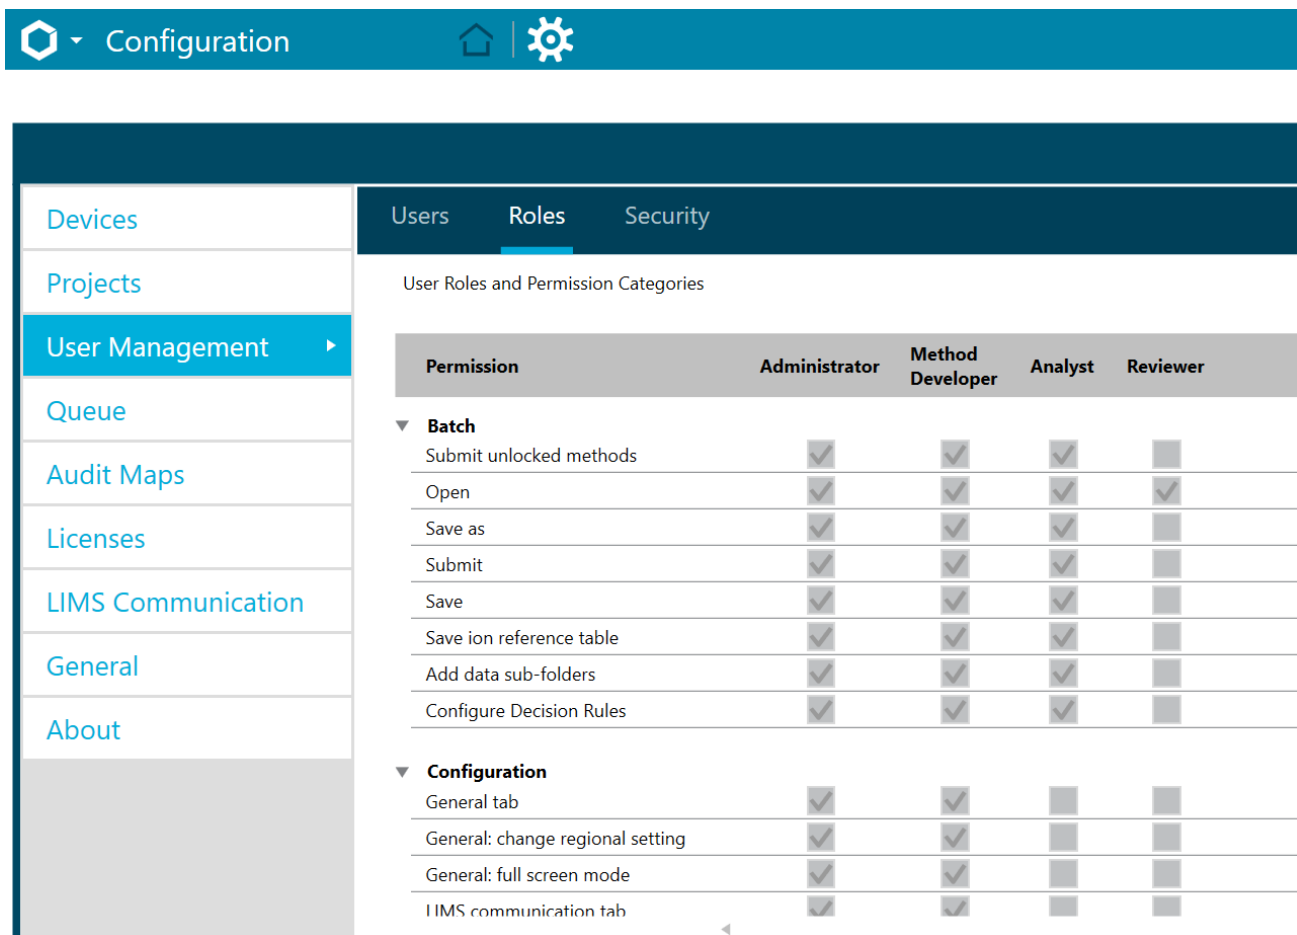 Configuration
Devices
Projects
User Management
Queue
Audit Maps
Licenses
LIMS Communication
General
About
Users Roles Security
User Roles and Permission Categories
Permission Administrator Method Developer Analyst Reviewer
Batch
Submit unlocked methods
Open
Save as
Submit
Save
Save ion reference table
Add data sub-folders
Configure Decision Rules
Configuration
General tab
General: change regional setting
General: full screen mode
LIMS communication tab